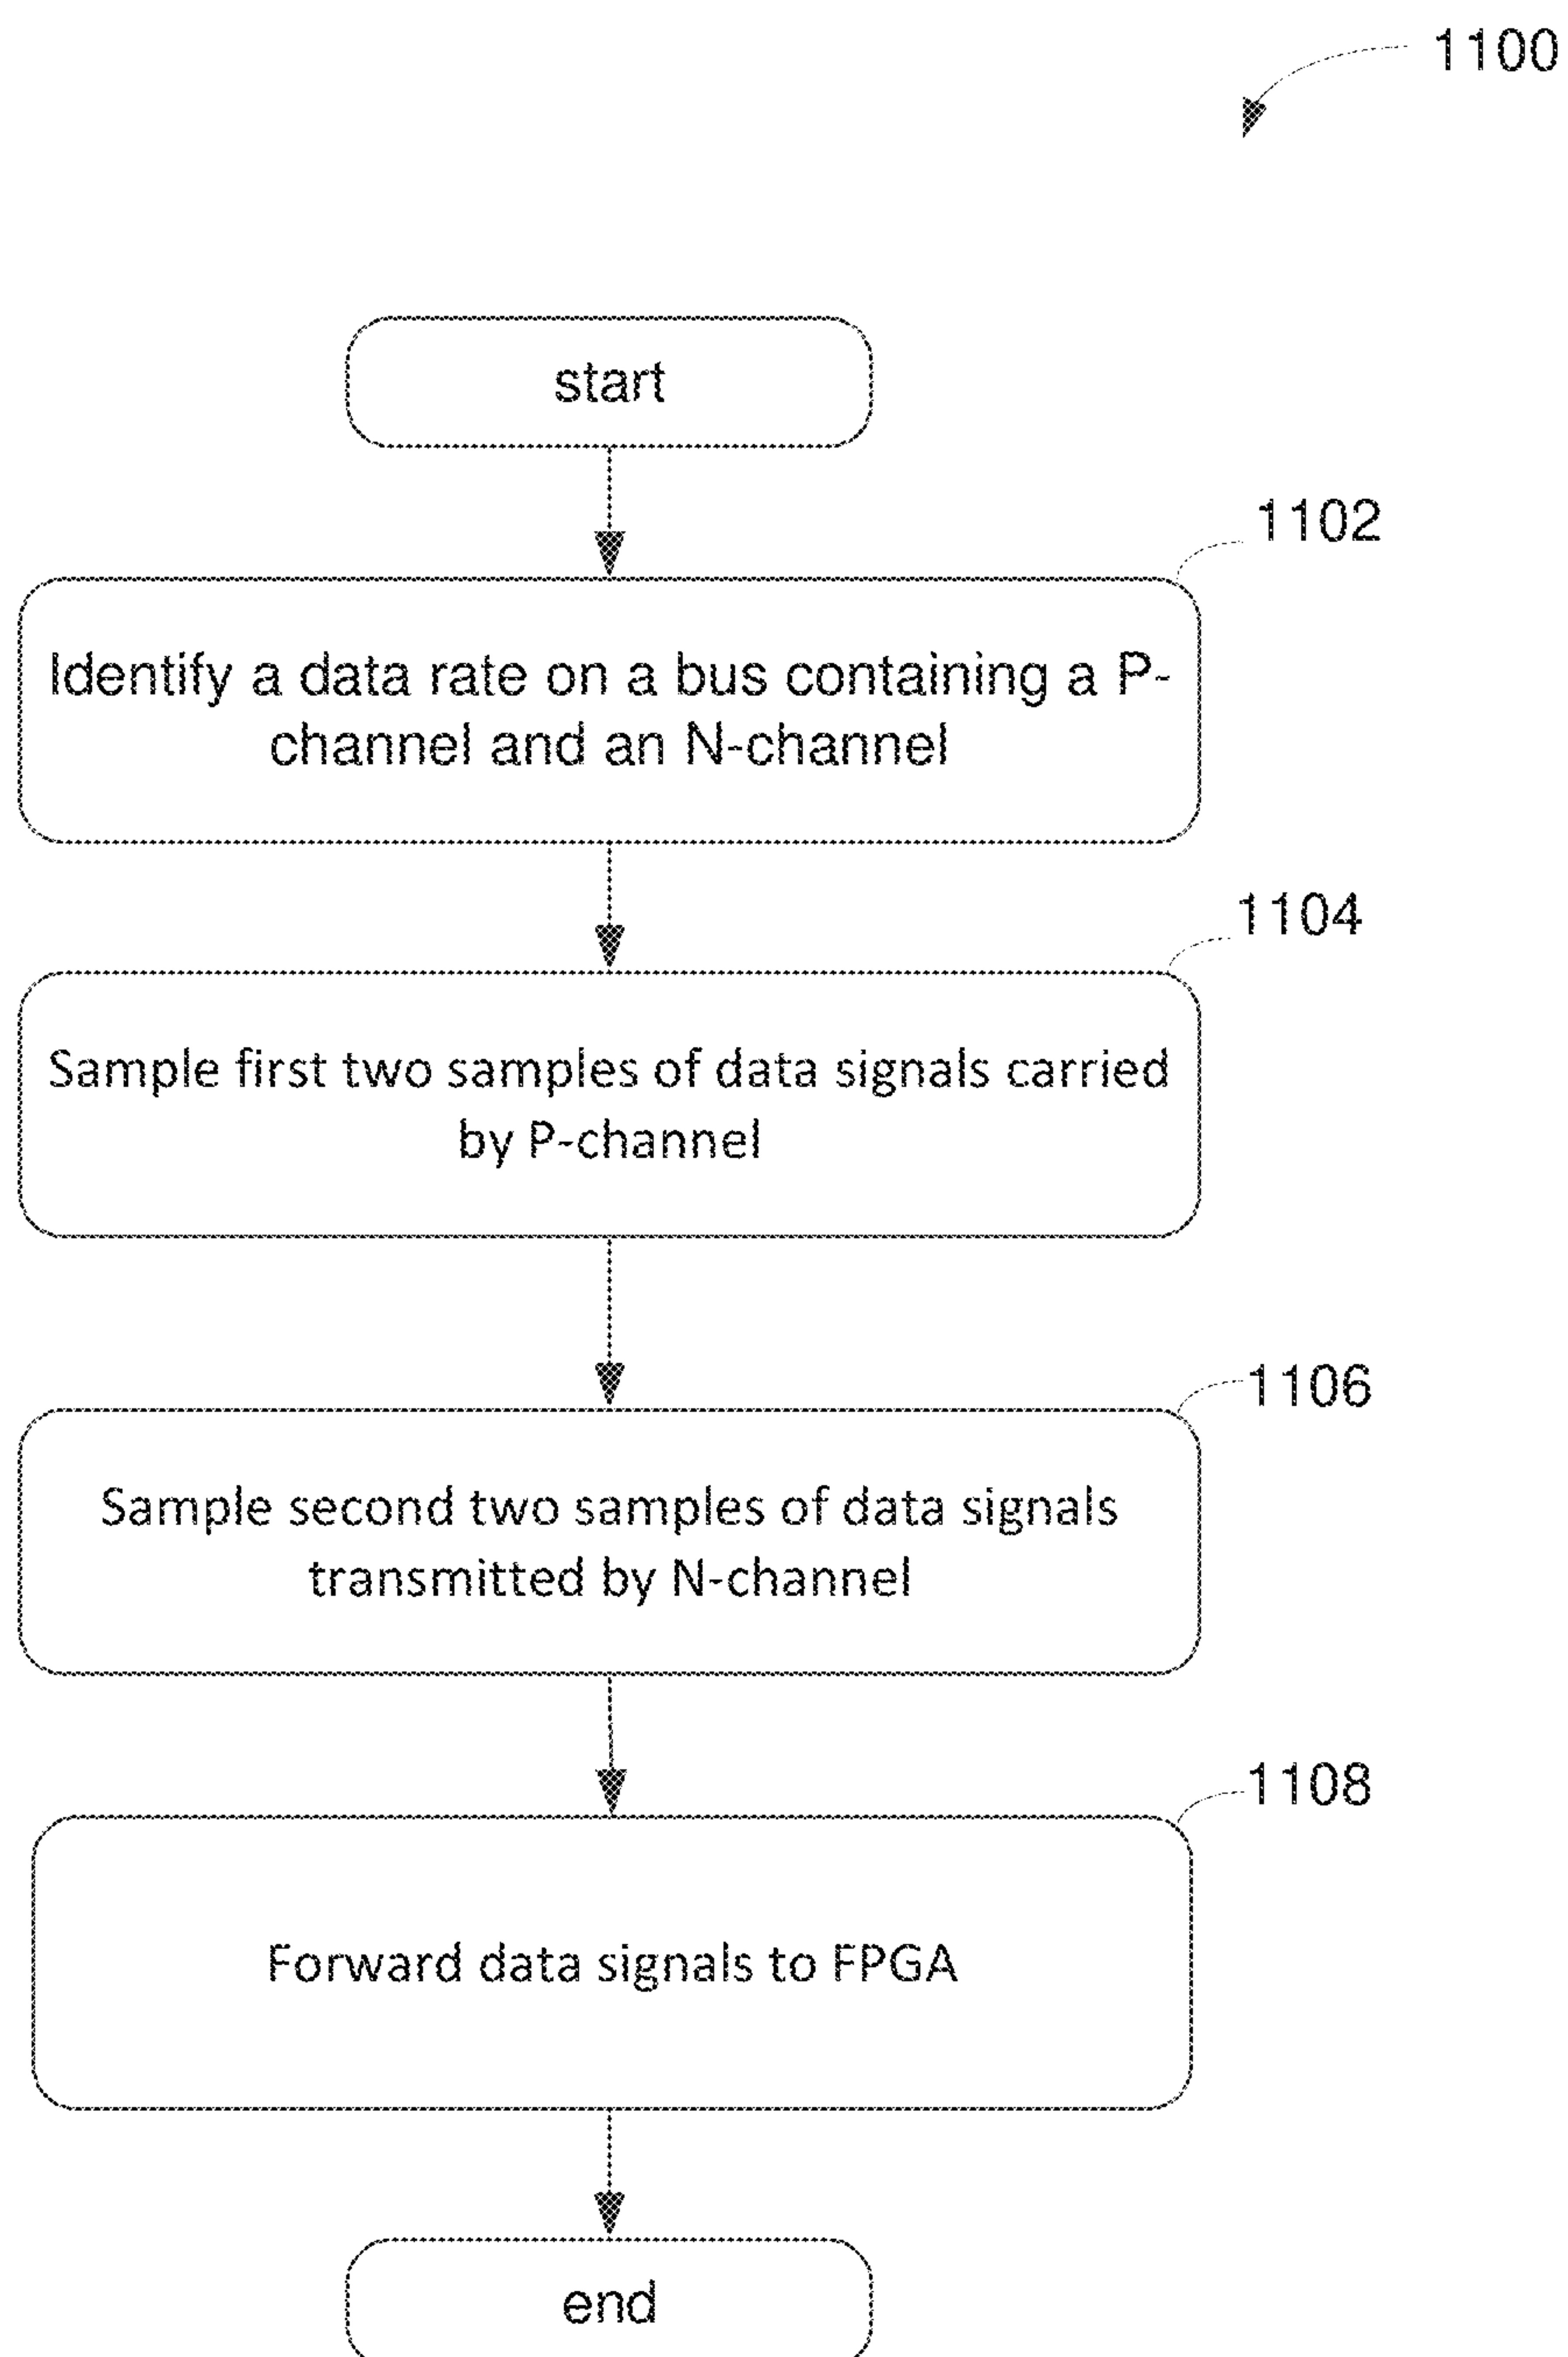 1100
start
1102
Identify a data rate on a bus containing a P-
channel and an N-channel
1104
Sample first two samples of data signals carried
by P-channel
1106
Sample second two samples of data signals
transmitted by N-channel
1108
Forward data signals to FPGA
end